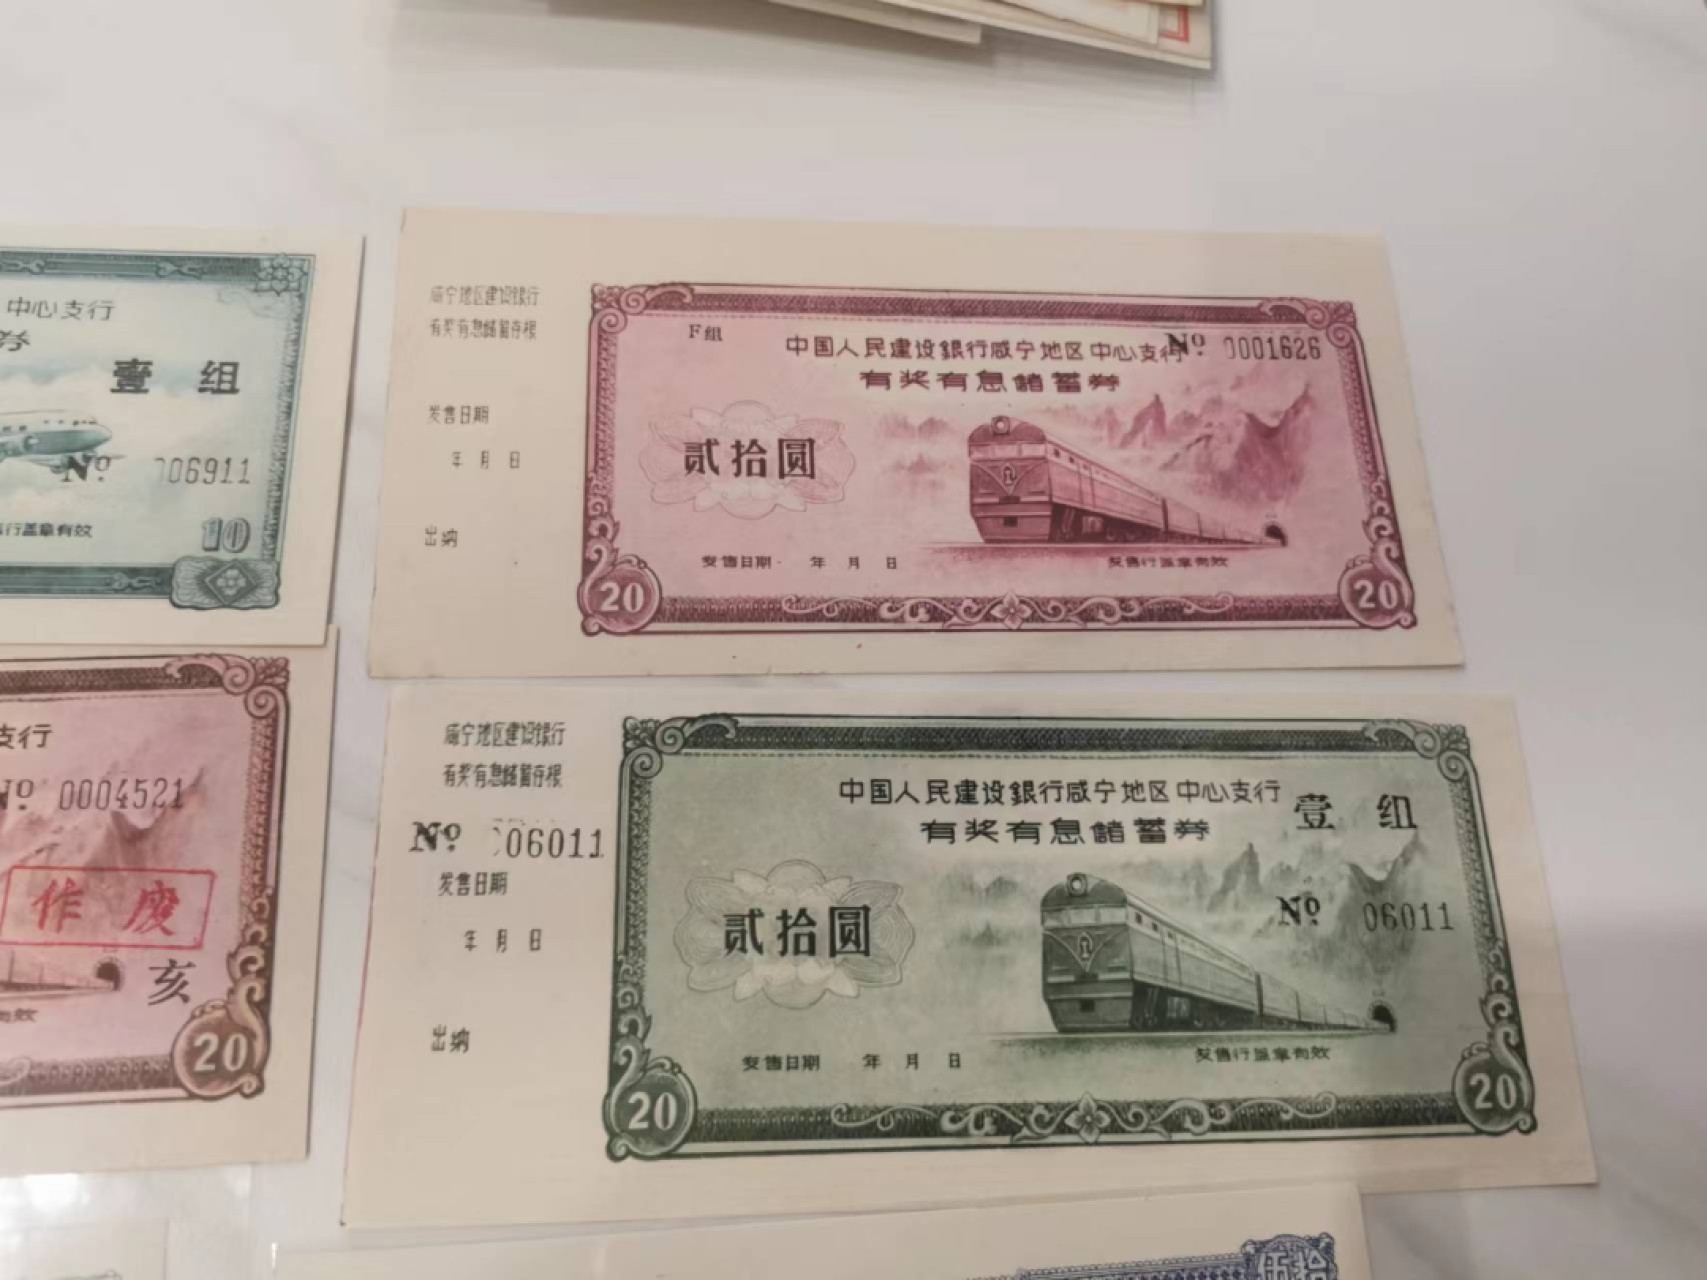 中心支行
券
壹 组
Nº 006911
行盖章有效
10
支行
Nº 0004521
作废
亥
20
咸宁地区建设銀行
有奖有息储蓄存根
发售日期
年 月 日
出纳
F组
中国人民建设銀行咸宁地区中心支行
Nº 0001626
有奖有息儲蓄券
贰拾圆
发售日期 年 月 日
发售行盖章有效
20
20
咸宁地区建设銀行
有奖有息储蓄存根
Nº 06011
发售日期
年 月 日
出纳
中国人民建设銀行咸宁地区中心支行
壹 组
有奖有息儲蓄券
贰拾圆
Nº 06011
发售日期 年 月 日
发售行盖章有效
20
20
伍拾